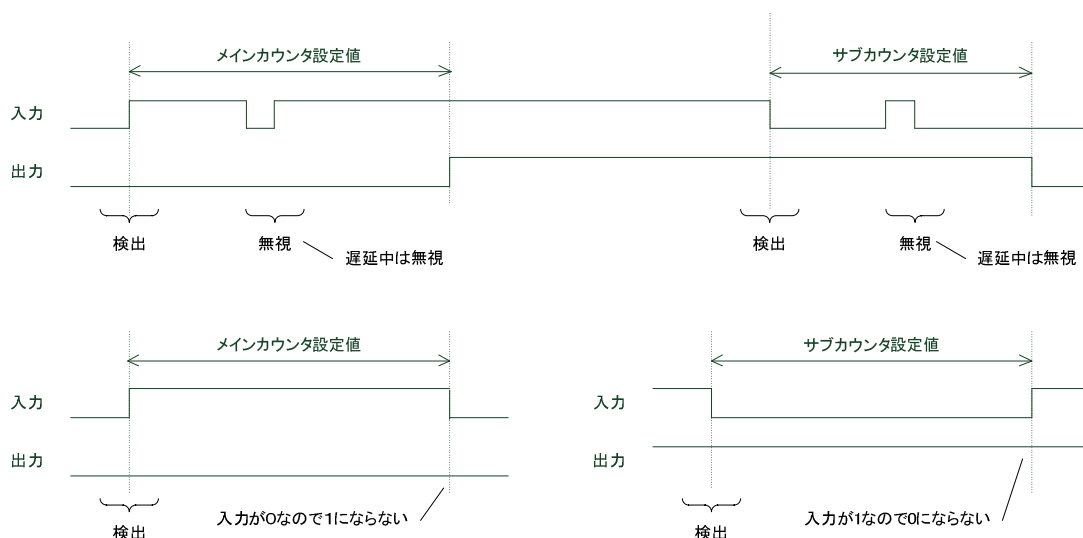 メインカウンタ設定値
サブカウンタ設定値
入力
出力
検出
無視
遅延中は無視
検出
無視
遅延中は無視
メインカウンタ設定値
サブカウンタ設定値
入力
入力
出力
出力
検出
入力が0なので1にならない
検出
入力が1なので0にならない